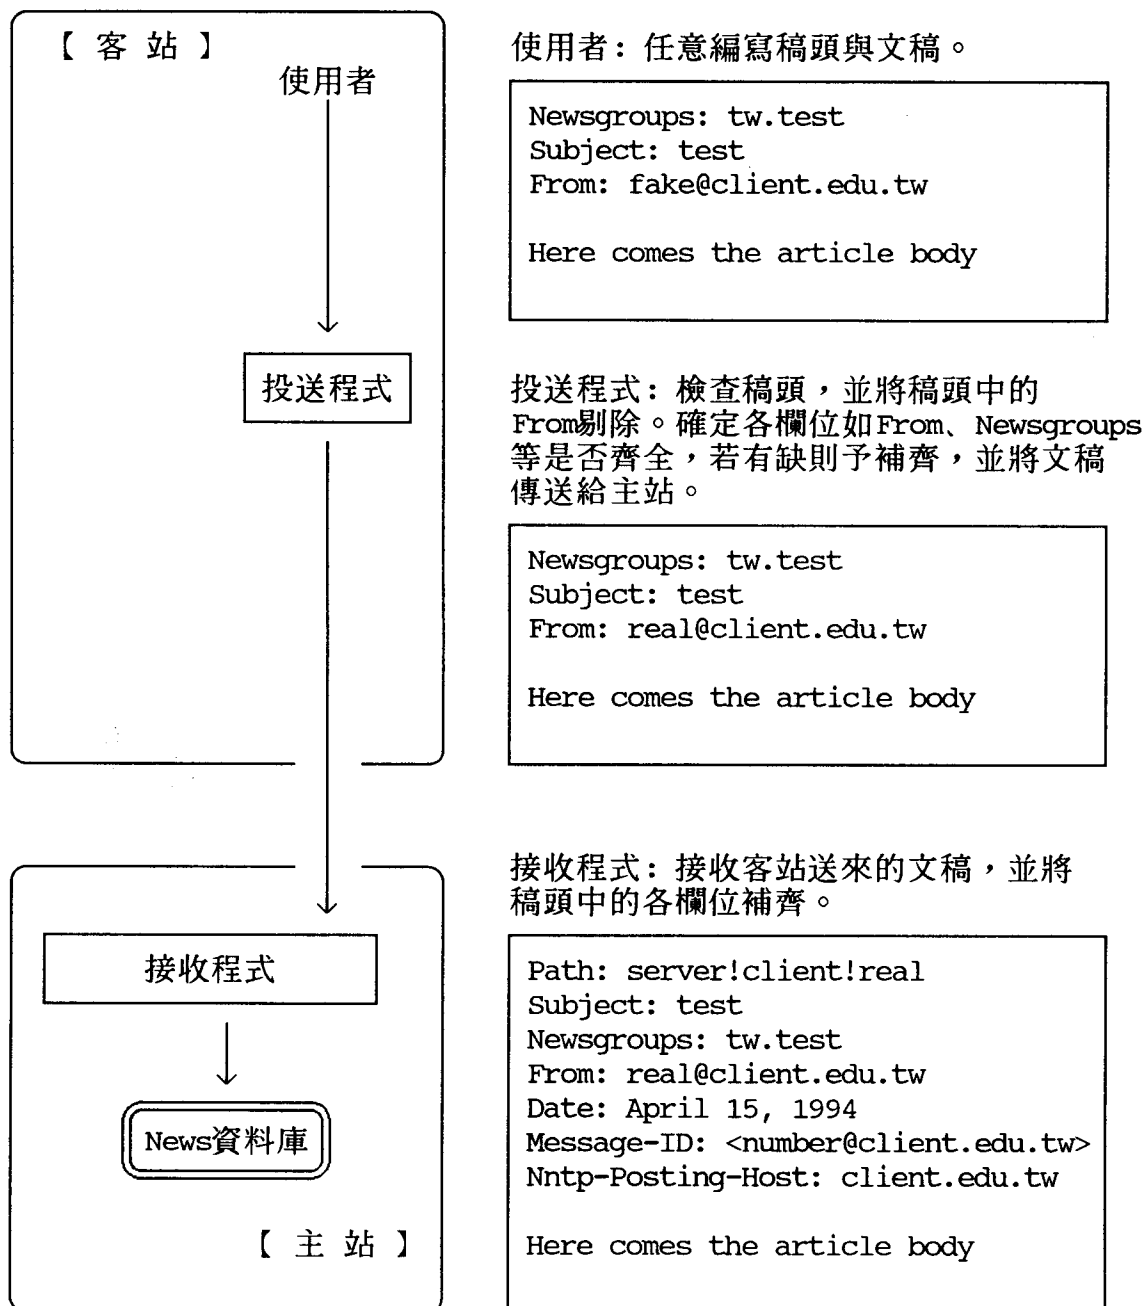 【 客 站 】
使用者
投送程式
使用者: 任意編寫稿頭與文稿。
Newsgroups: tw.test
Subject: test
From: fake@client.edu.tw
Here comes the article body
投送程式: 檢查稿頭，並將稿頭中的
From剔除。確定各欄位如From、Newsgroups
等是否齊全，若有缺則予補齊，並將文稿
傳送給主站。
Newsgroups: tw.test
Subject: test
From: real@client.edu.tw
Here comes the article body
接收程式
News資料庫
【 主 站 】
接收程式: 接收客站送來的文稿，並將
稿頭中的各欄位補齊。
Path: server!client!real
Subject: test
Newsgroups: tw.test
From: real@client.edu.tw
Date: April 15, 1994
Message-ID: <number@client.edu.tw>
Nntp-Posting-Host: client.edu.tw
Here comes the article body